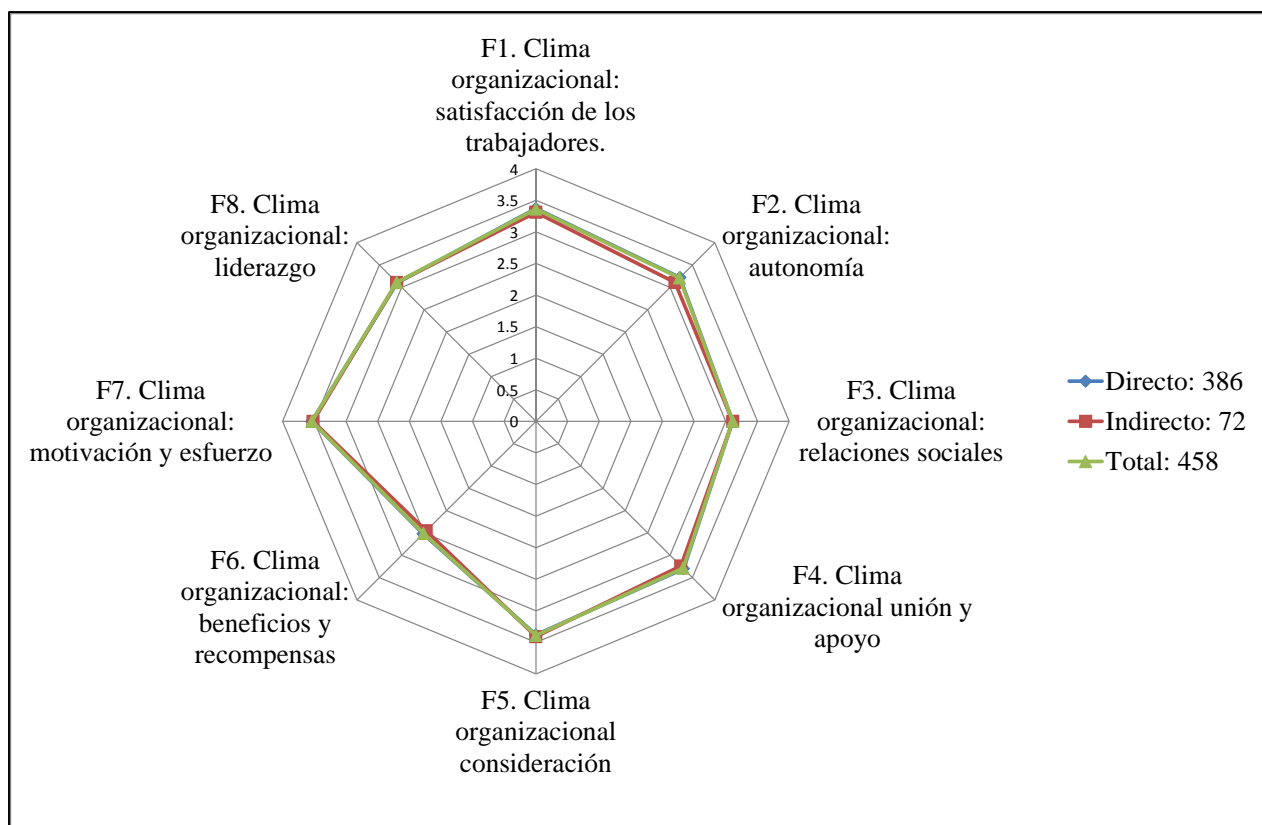 F1. Clima
organizacional:
satisfacción de los
trabajadores.
F2. Clima
organizacional:
autonomía
F3. Clima
organizacional:
relaciones sociales
F4. Clima
organizacional unión y
apoyo
F5. Clima
organizacional
consideración
F6. Clima
organizacional:
beneficios y
recompensas
F7. Clima
organizacional:
motivación y esfuerzo
F8. Clima
organizacional:
liderazgo
4
3.5
3
2.5
2
1.5
1
0.5
0
Directo: 386
Indirecto: 72
Total: 458